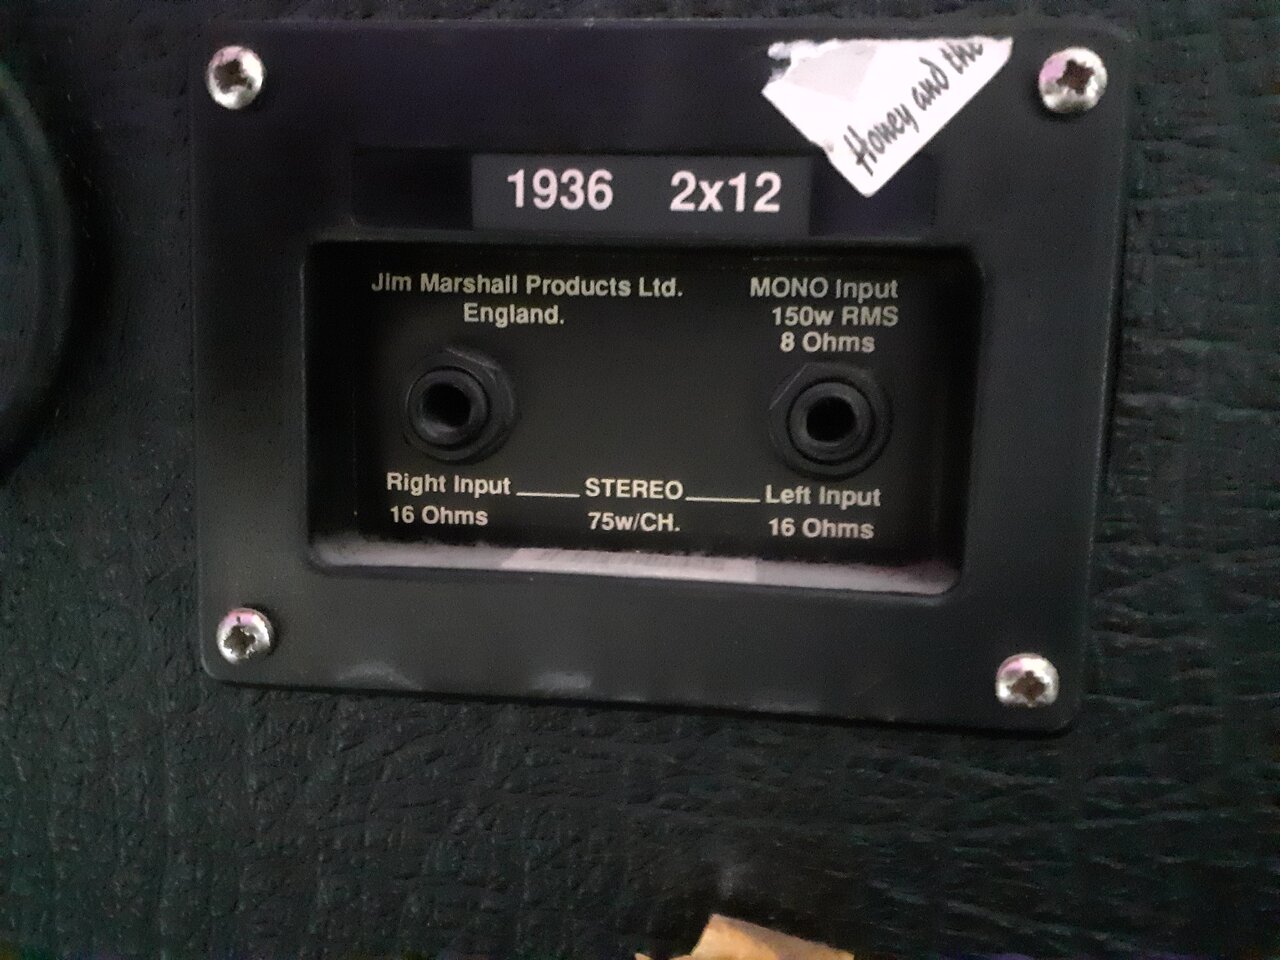 Honey and the
1936 2x12
Jim Marshall Products Ltd.
England.
MONO Input
150w RMS
8 Ohms
Right Input STEREO Left Input
16 Ohms 75w/CH. 16 Ohms